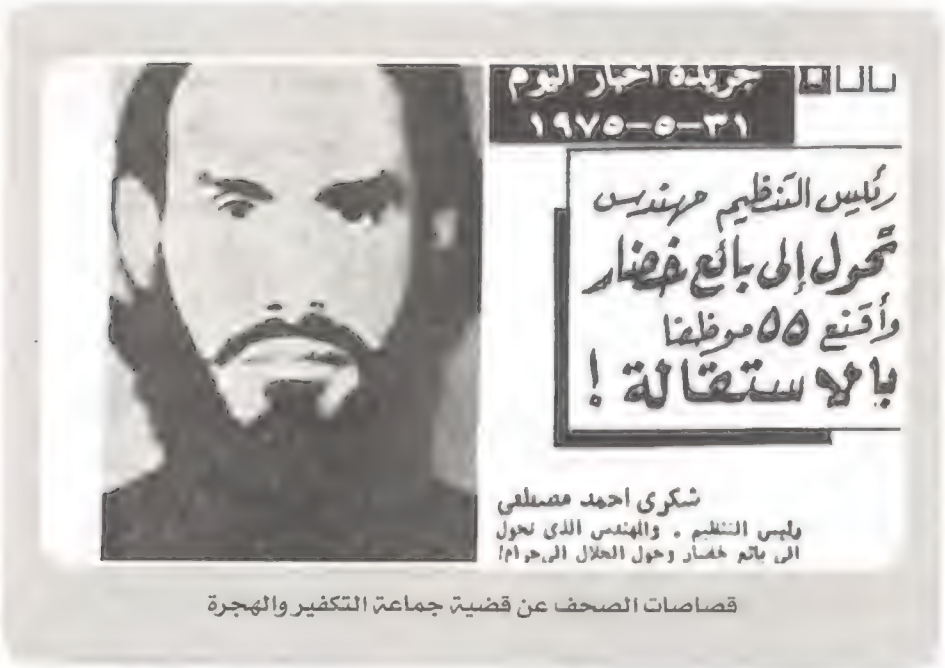 جريدة اخبار اليوم
٣١-٥-١٩٧٥
رئيس التنظيم مهندس
تحول إلى بائع خضار
وأقنع ٥٥ موظفا
بالاستقالة !
شكرى احمد مصطفى
رئيس التنظيم . والمهندس الذى تحول
الى بائع خضار وحول الحلال الى حرام!
قصاصات الصحف عن قضية جماعة التكفير والهجرة